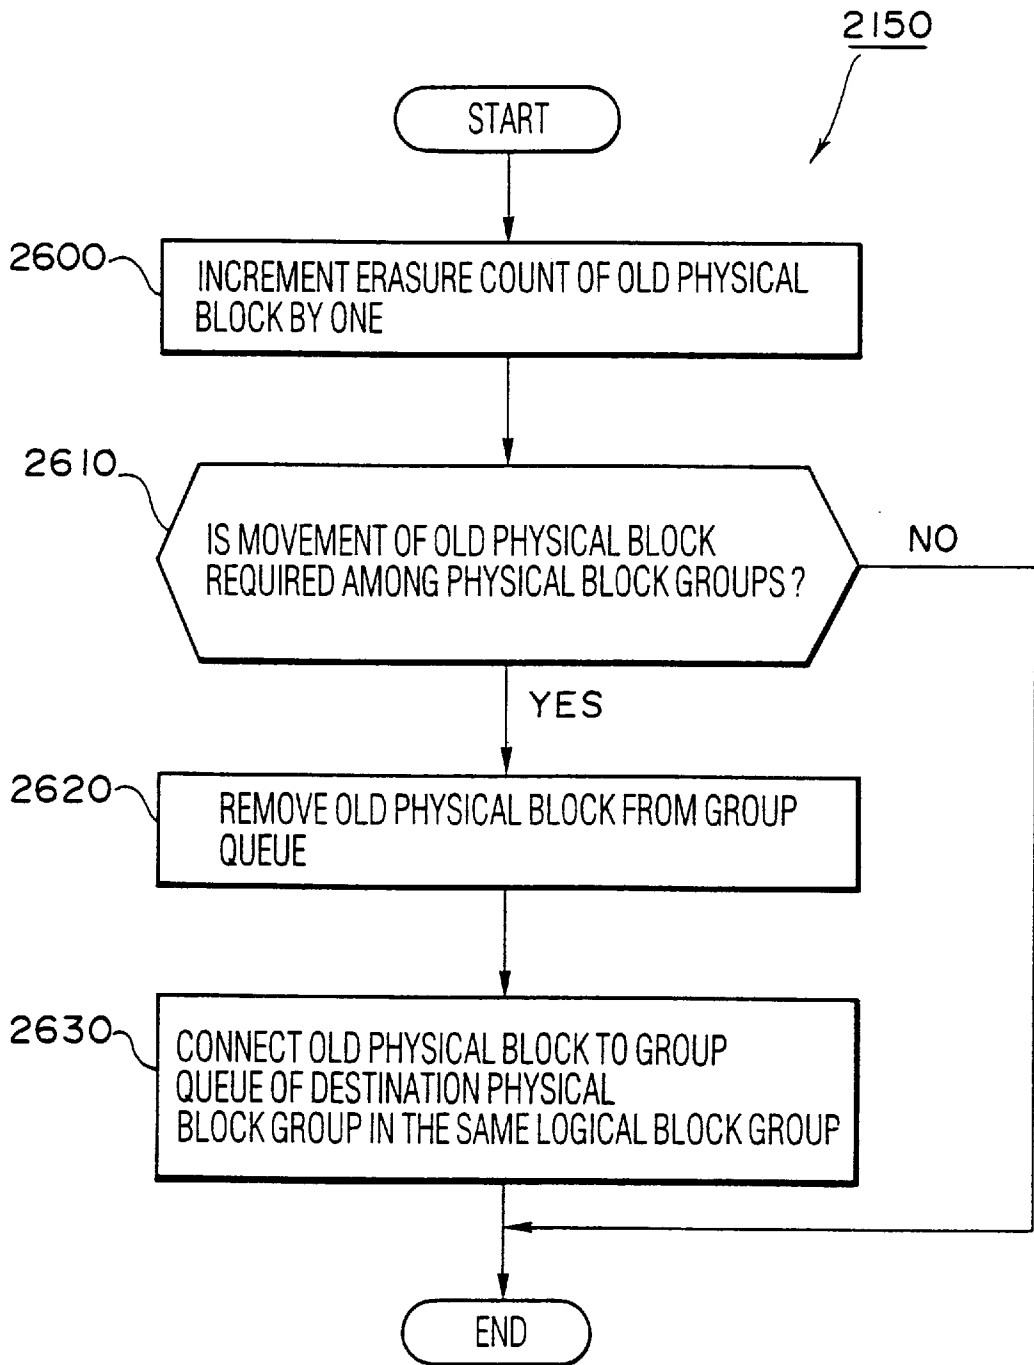 2150
START
2600
INCREMENT ERASURE COUNT OF OLD PHYSICAL
BLOCK BY ONE
2610
IS MOVEMENT OF OLD PHYSICAL BLOCK
REQUIRED AMONG PHYSICAL BLOCK GROUPS ?
NO
YES
2620
REMOVE OLD PHYSICAL BLOCK FROM GROUP
QUEUE
2630
CONNECT OLD PHYSICAL BLOCK TO GROUP
QUEUE OF DESTINATION PHYSICAL
BLOCK GROUP IN THE SAME LOGICAL BLOCK GROUP
END